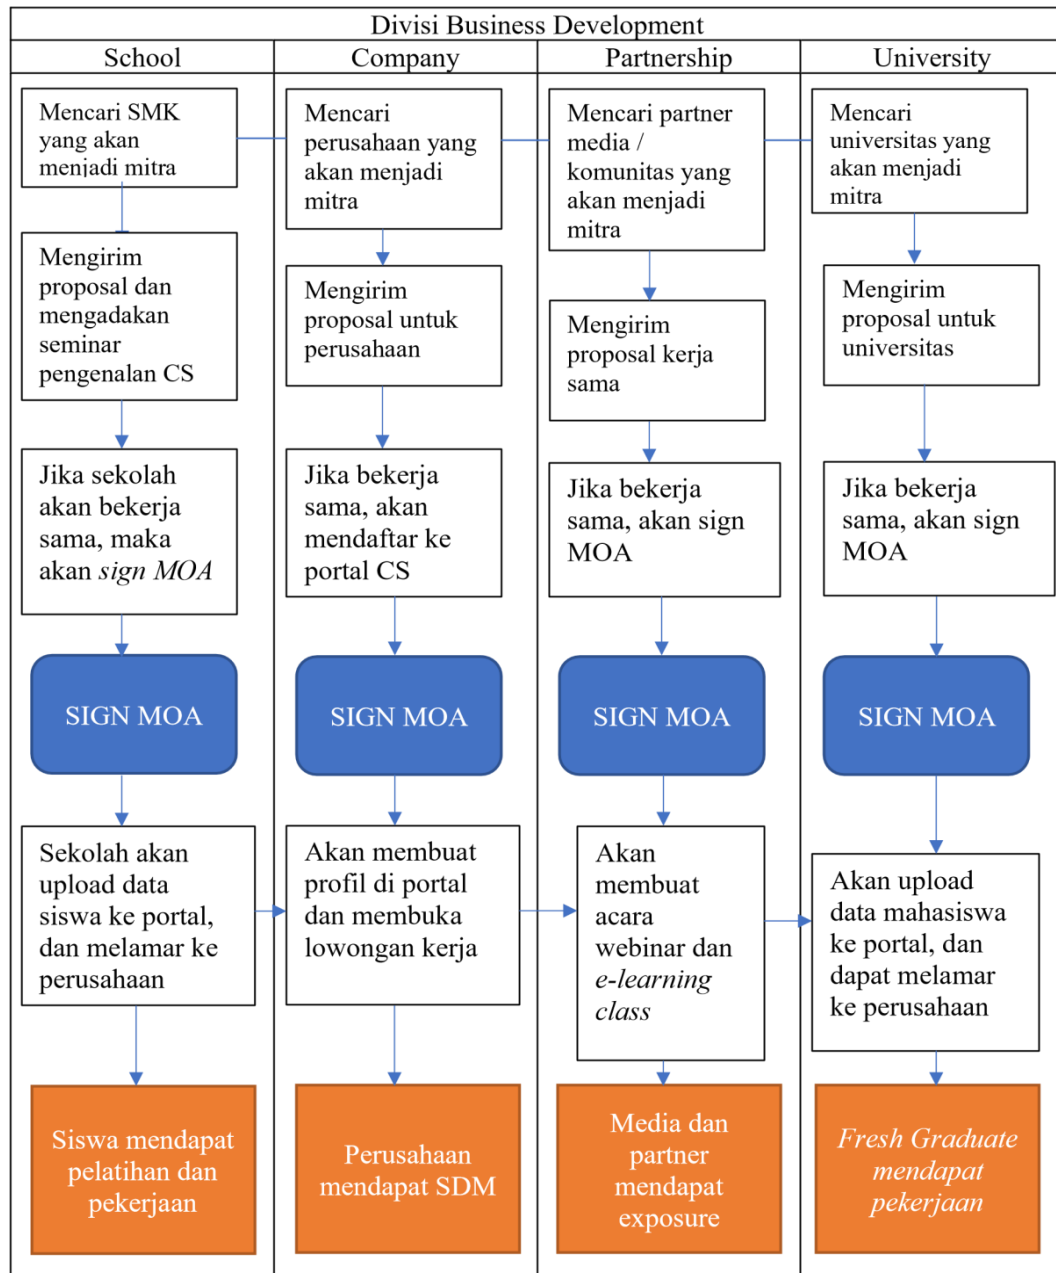 Divisi Business Development
School
Company
Partnership
University
Mencari SMK
yang akan
menjadi mitra
Mencari
perusahaan yang
akan menjadi
mitra
Mencari partner
media /
komunitas yang
akan menjadi
mitra
Mencari
universitas yang
akan menjadi
mitra
Mengirim
proposal dan
mengadakan
seminar
pengenalan CS
Mengirim
proposal untuk
perusahaan
Mengirim
proposal kerja
sama
Mengirim
proposal untuk
universitas
Jika sekolah
akan bekerja
sama, maka
akan sign MOA
Jika bekerja
sama, akan
mendaftar ke
portal CS
Jika bekerja
sama, akan sign
MOA
Jika bekerja
sama, akan sign
MOA
SIGN MOA
SIGN MOA
SIGN MOA
SIGN MOA
Sekolah akan
upload data
siswa ke portal,
dan melamar ke
perusahaan
Akan membuat
profil di portal
dan membuka
lowongan kerja
Akan
membuat
acara
webinar dan
e-learning
class
Akan upload
data mahasiswa
ke portal, dan
dapat melamar
ke perusahaan
Siswa mendapat
pelatihan dan
pekerjaan
Perusahaan
mendapat SDM
Media dan
partner
mendapat
exposure
Fresh Graduate
mendapat
pekerjaan